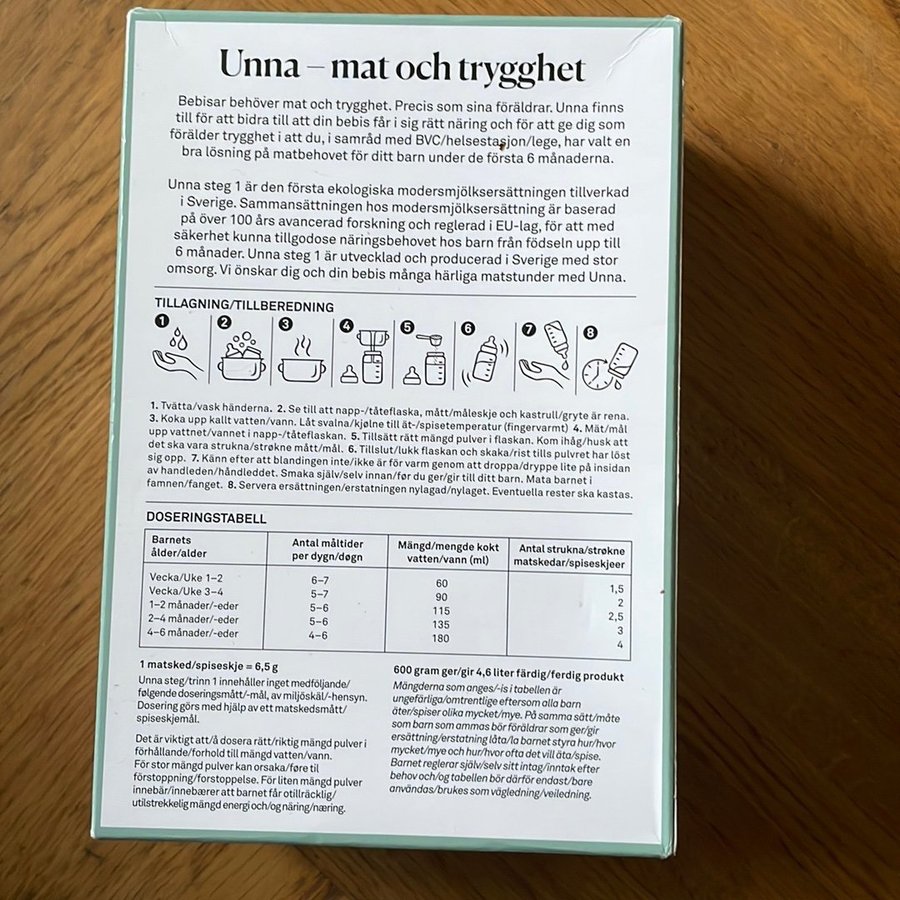 Unna – mat och trygghet
Bebisar behöver mat och trygghet. Precis som sina föräldrar. Unna finns
till för att bidra till att din bebis får i sig rätt näring och för att ge dig som
förälder trygghet i att du, i samråd med BVC/helsestasjon/lege, har valt en
bra lösning på matbehovet för ditt barn under de första 6 månaderna.
Unna steg 1 är den första ekologiska modersmjölksersättningen tillverkad
i Sverige. Sammansättningen hos modersmjölksersättning är baserad
på över 100 års avancerad forskning och reglerad i EU-lag, för att med
säkerhet kunna tillgodose näringsbehovet hos barn från födseln upp till
6 månader. Unna steg 1 är utvecklad och producerad i Sverige med stor
omsorg. Vi önskar dig och din bebis många härliga matstunder med Unna.
TILLAGNING/TILLBEREDNING
1 2 3 4 5 6 7 8
1. Tvätta/vask händerna. 2. Se till att napp-/tåteflaska, mått/måleskje och kastrull/gryte är rena.
3. Koka upp kallt vatten/vann. Låt svalna/kjølne till ät-/spisetemperatur (fingervarmt) 4. Mät/mål
upp vattnet/vannet i napp-/tåteflaskan. 5. Tillsätt rätt mängd pulver i flaskan. Kom ihåg/husk att
det ska vara strukna/strøkne mått/mål. 6. Tillslut/lukk flaskan och skaka/rist tills pulvret har löst
sig opp. 7. Känn efter att blandingen inte/ikke är för varm genom att droppa/dryppe lite på insidan
av handleden/håndleddet. Smaka själv/selv innan/før du ger/gir till ditt barn. Mata barnet i
famnen/fanget. 8. Servera ersättningen/erstatningen nylagad/nylaget. Eventuella rester ska kastas.
DOSERINGSTABELL
Barnets ålder/alder | Antal måltider per dygn/døgn | Mängd/mengde kokt vatten/vann (ml) | Antal strukna/strøkne matskedar/spiseskjeer
Vecka/Uke 1–2 6–7 60 1,5
Vecka/Uke 3–4 5–7 90 2
1–2 månader/-eder 5–6 115 2,5
2–4 månader/-eder 5–6 135 3
4–6 månader/-eder 4–6 180 4
1 matsked/spiseskje = 6,5 g
Unna steg/trinn 1 innehåller inget medföljande/
følgende doseringsmått/-mål, av miljöskäl/-hensyn.
Dosering görs med hjälp av ett matskedsmått/
spiseskjemål.
Det är viktigt att/å dosera rätt/riktig mängd pulver i
förhållande/forhold till mängd vatten/vann.
För stor mängd pulver kan orsaka/føre til
förstoppning/forstoppelse. För liten mängd pulver
innebär/innebærer att barnet får otillräcklig/
utilstrekkelig mängd energi och/og näring/næring.
600 gram ger/gir 4,6 liter färdig/ferdig produkt
Mängderna som anges/-is i tabellen är
ungefärliga/omtrentlige eftersom alla barn
äter/spiser olika mycket/mye. På samma sätt/måte
som barn som ammas bör föräldrar som ger/gir
ersättning/erstatning låta/la barnet styra hur/hvor
mycket/mye och hur/hvor ofta det vill äta/spise.
Barnet reglerar själv/selv sitt intag/inntak efter
behov och/og tabellen bör därför endast/bare
användas/brukes som vägledning/veiledning.